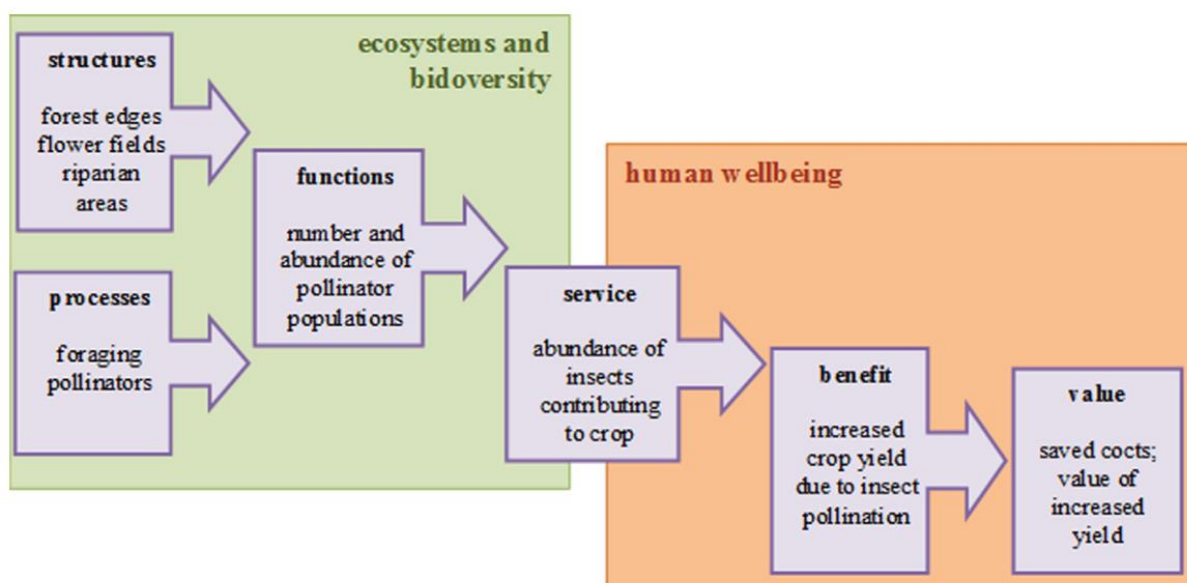 ecosystems and
bidoversity
structures
forest edges
flower fields
riparian
areas
processes
foraging
pollinators
functions
number and
abundance of
pollinator
populations
human wellbeing
service
abundance of
insects
contributing
to crop
benefit
increased
crop yield
due to insect
pollination
value
saved cocts;
value of
increased
yield